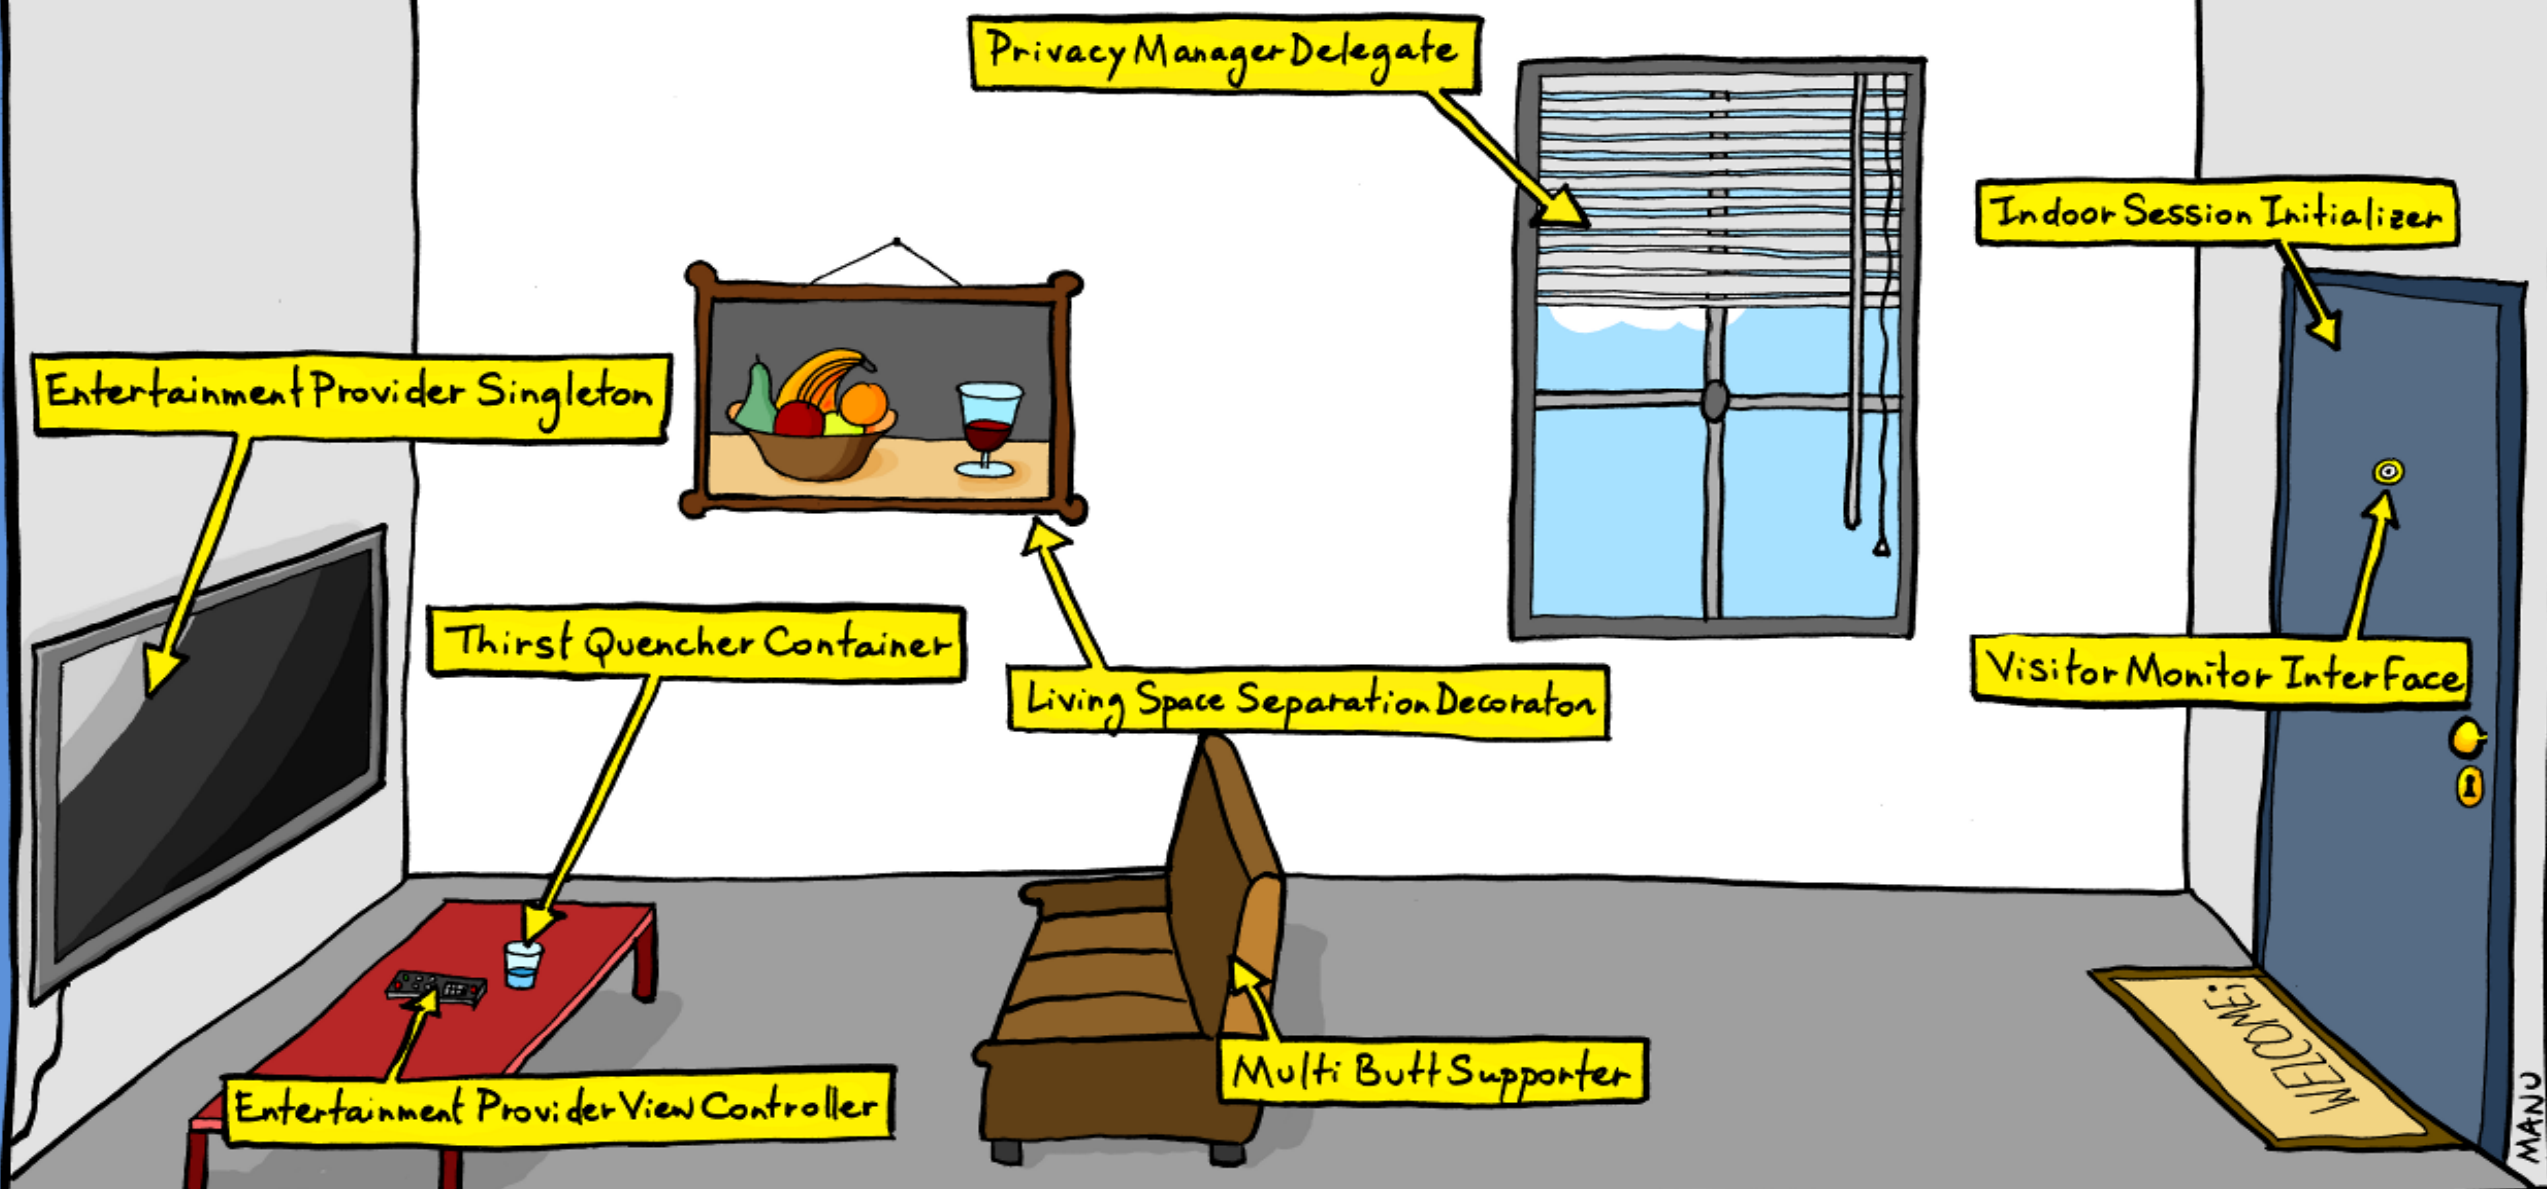 Privacy Manager Delegate
Indoor Session Initializer
Entertainment Provider Singleton
Thirst Quencher Container
Living Space Separation Decorator
Visitor Monitor Interface
Multi Butt Supporter
Entertainment Provider View Controller
WELCOME;
MANU